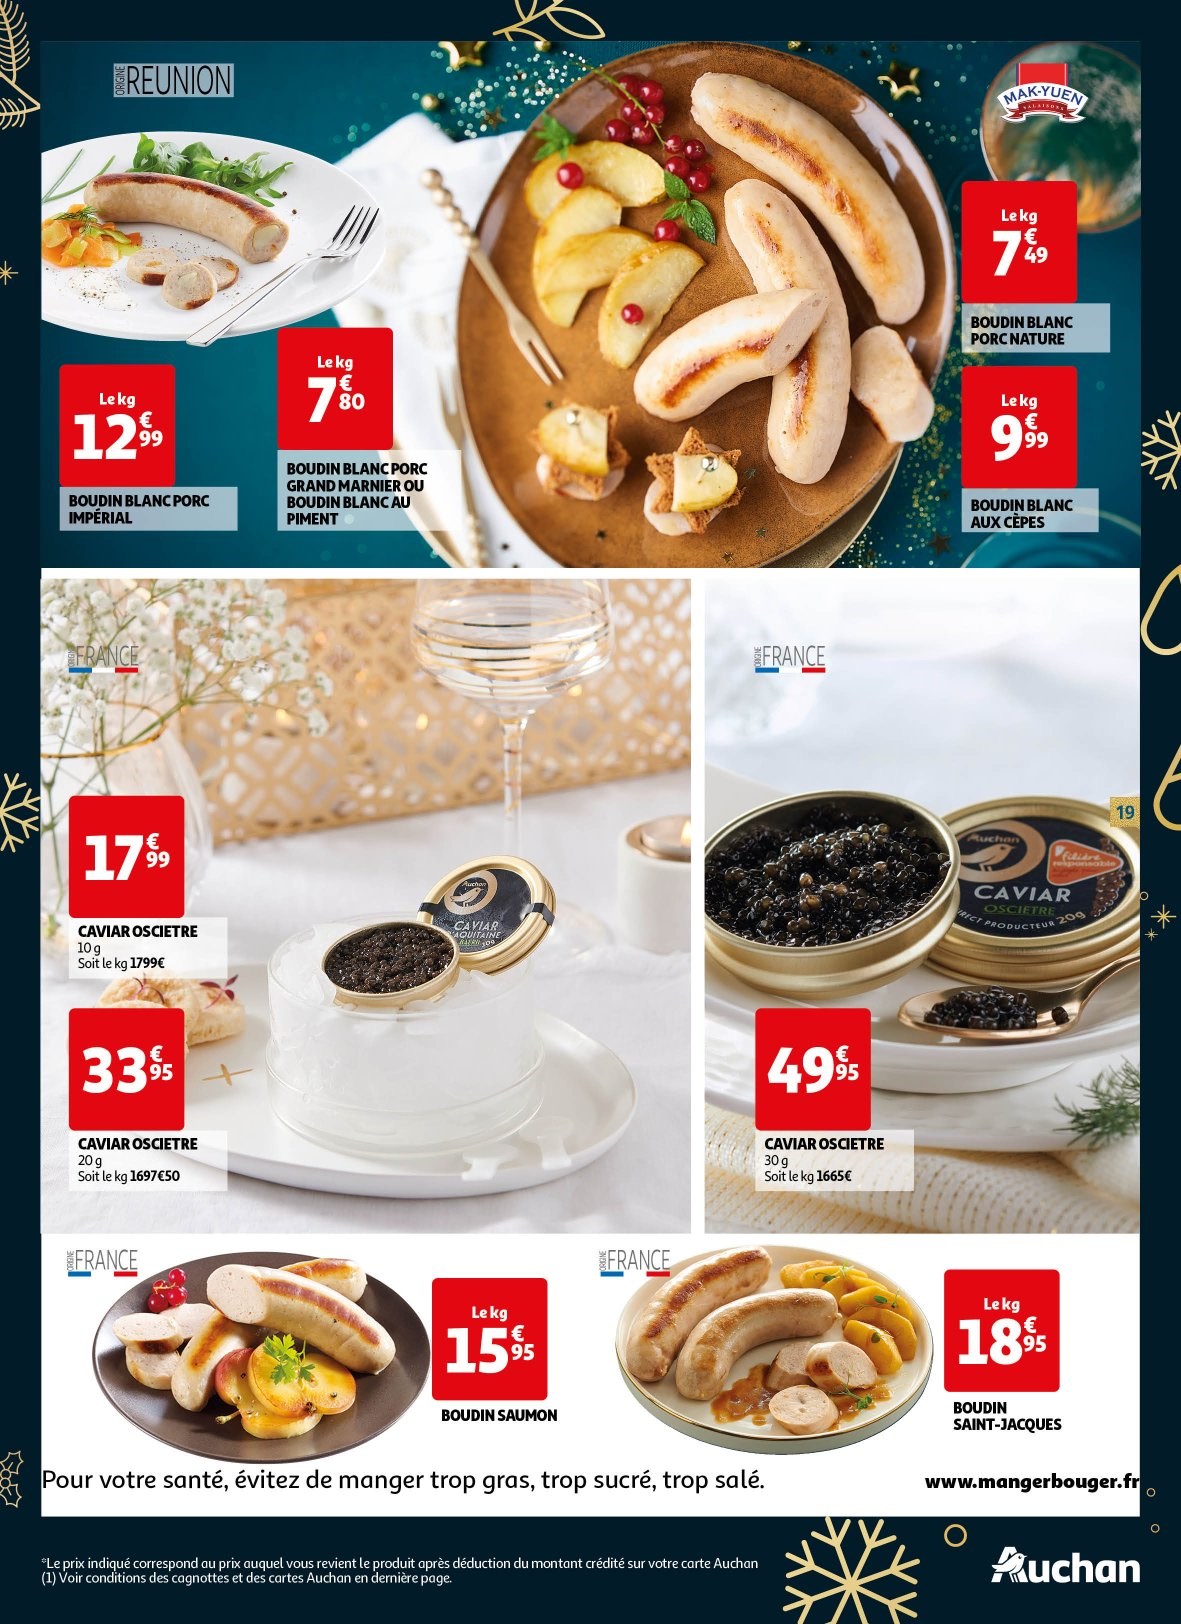 ORIGINE REUNION
MAK-YUEN
SALAISONS
Le kg
7€49
BOUDIN BLANC
PORC NATURE
Le kg
12€99
BOUDIN BLANC PORC
IMPÉRIAL
Le kg
7€80
BOUDIN BLANC PORC
GRAND MARNIER OU
BOUDIN BLANC AU
PIMENT
Le kg
9€99
BOUDIN BLANC
AUX CÈPES
ORIGINE FRANCE
17€99
CAVIAR OSCIETRE
10 g
Soit le kg 1799€
Auchan
CAVIAR
D'AQUITAINE
33€95
CAVIAR OSCIETRE
20 g
Soit le kg 1697€50
ORIGINE FRANCE
19
Auchan
Filière
responsable
CAVIAR
OSCIETRE
DIRECT PRODUCTEUR 20g
49€95
CAVIAR OSCIETRE
30 g
Soit le kg 1665€
ORIGINE FRANCE
Le kg
15€95
BOUDIN SAUMON
ORIGINE FRANCE
Le kg
18€95
BOUDIN
SAINT-JACQUES
Pour votre santé, évitez de manger trop gras, trop sucré, trop salé.
www.mangerbouger.fr
*Le prix indiqué correspond au prix auquel vous revient le produit après déduction du montant crédité sur votre carte Auchan
(1) Voir conditions des cagnottes et des cartes Auchan en dernière page.
Auchan